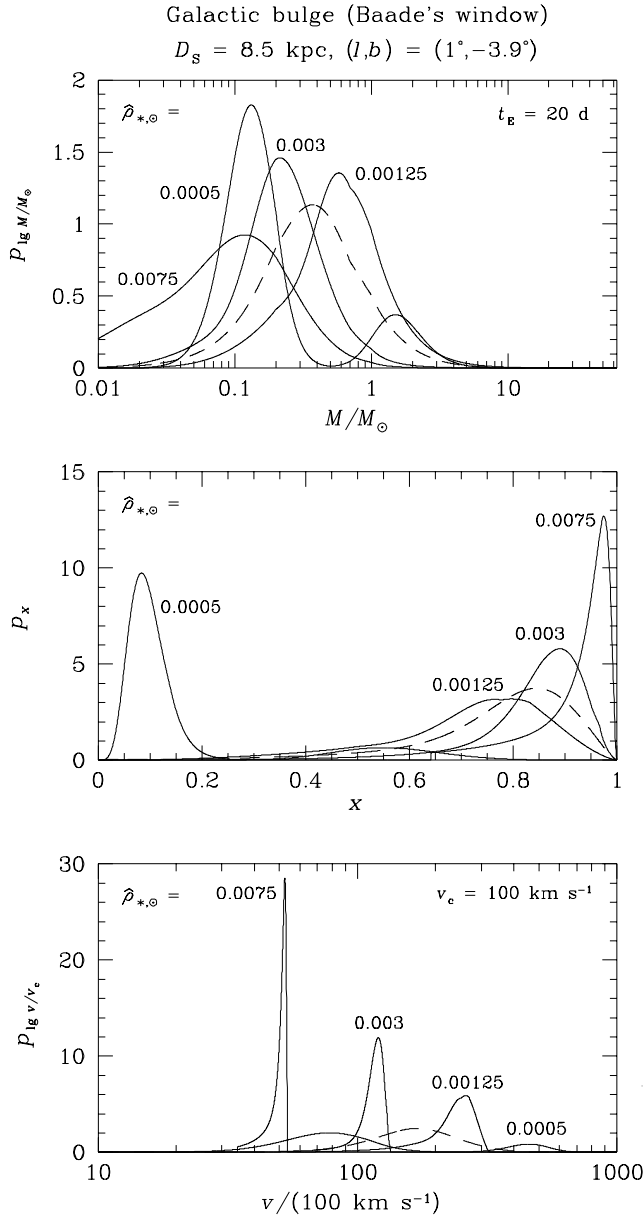 Galactic bulge (Baade's window)
D_S = 8.5 kpc, (l,b) = (1°,−3.9°)
2
1.5
1
0.5
0
p_lg M/M⊙
ρ̂_*,⊙ =
t_E = 20 d
0.003
0.00125
0.0005
0.0075
0.01 0.1 1 10
M/M⊙
15
10
5
0
p_x
ρ̂_*,⊙ =
0.0075
0.0005
0.003
0.00125
0 0.2 0.4 0.6 0.8 1
x
30
20
10
0
p_lg v/v_c
ρ̂_*,⊙ = 0.0075 v_c = 100 km s⁻¹
0.003
0.00125
0.0005
10 100 1000
v/(100 km s⁻¹)